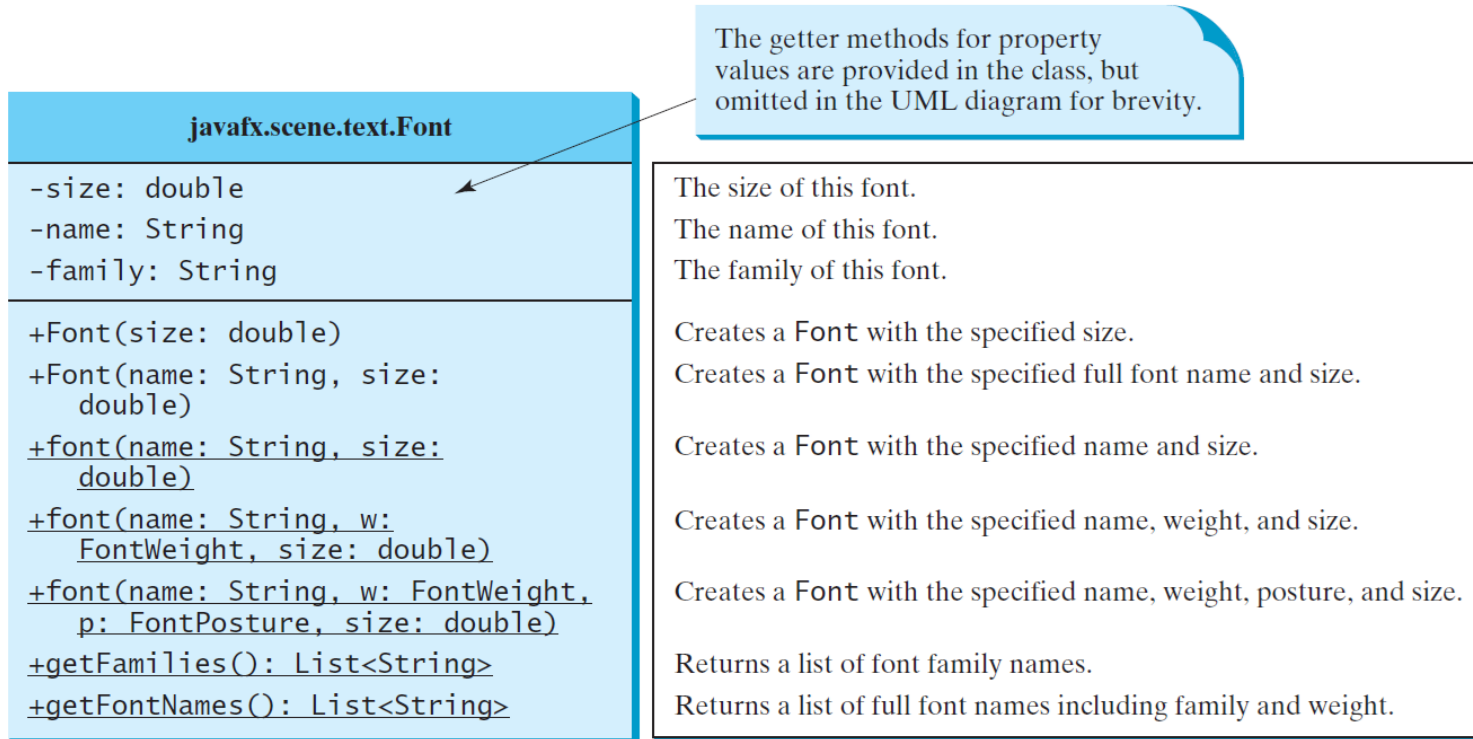 The getter methods for property
values are provided in the class, but
omitted in the UML diagram for brevity.
javafx.scene.text.Font
-size: double
The size of this font.
-name: String
The name of this font.
-family: String
The family of this font.
+Font(size: double)
Creates a Font with the specified size.
+Font(name: String, size:
double)
Creates a Font with the specified full font name and size.
+font(name: String, size:
double)
Creates a Font with the specified name and size.
+font(name: String, w:
FontWeight, size: double)
Creates a Font with the specified name, weight, and size.
+font(name: String, w: FontWeight,
p: FontPosture, size: double)
Creates a Font with the specified name, weight, posture, and size.
+getFamilies(): List<String>
Returns a list of font family names.
+getFontNames(): List<String>
Returns a list of full font names including family and weight.